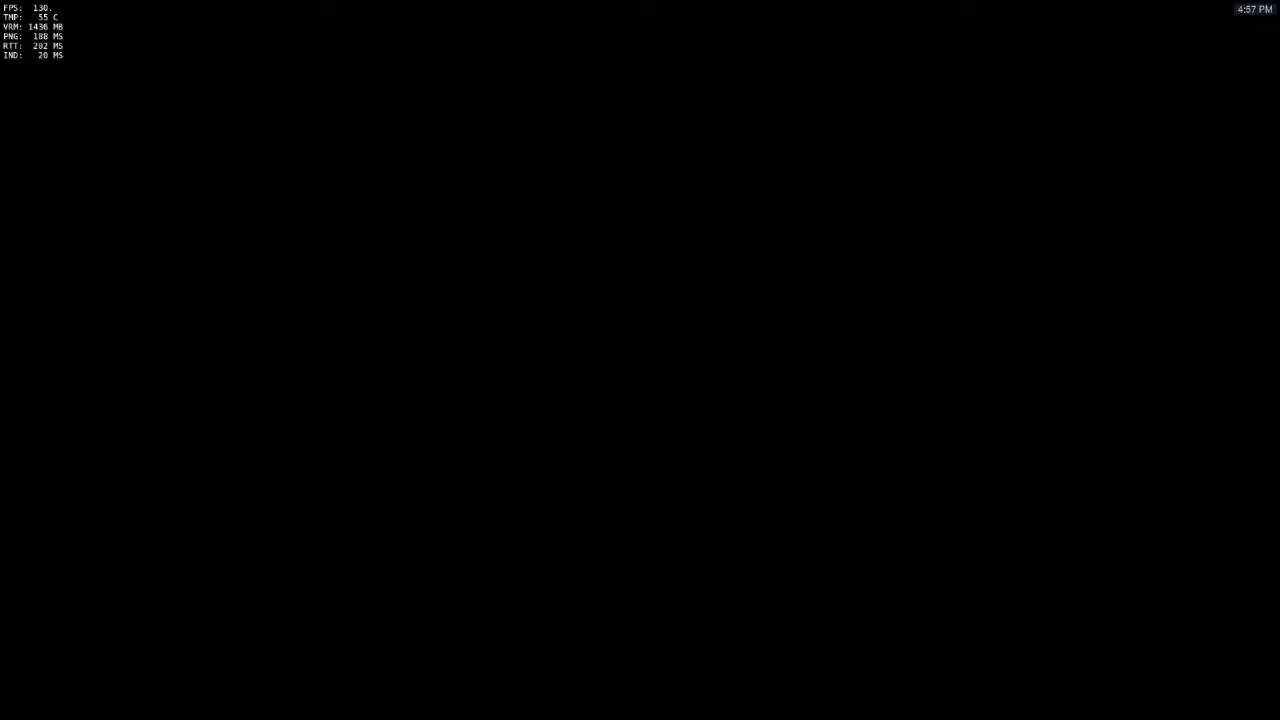 FPS: 130.
TMP: 55 C
VRM: 1436 MB
PNG: 188 MS
RTT: 202 MS
IND: 20 MS
4:57 PM